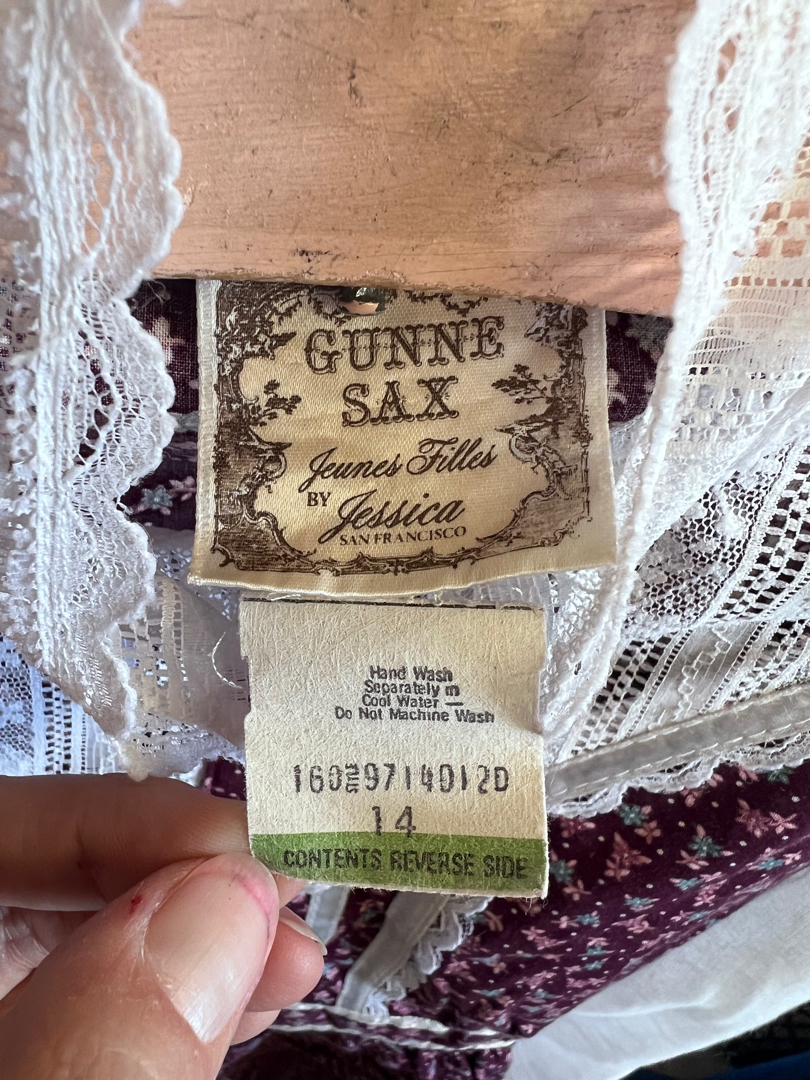 GUNNE
SAX
Jeunes Filles
BY Jessica
SAN FRANCISCO
Hand Wash
Separately in
Cool Water —
Do Not Machine Wash
160 9714012D
14
CONTENTS REVERSE SIDE